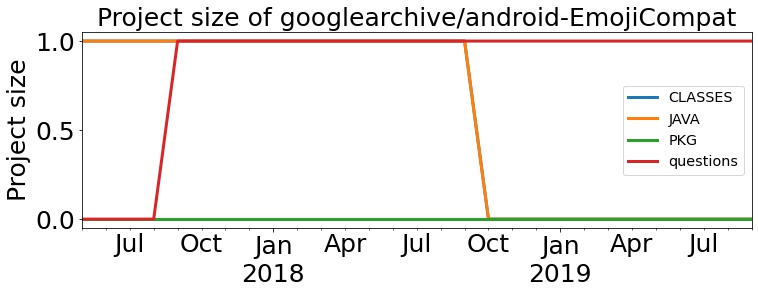 Project size of googlearchive/android-EmojiCompat
Project size
1.0
0.5
0.0
CLASSES
JAVA
PKG
questions
Jul Oct Jan Apr Jul Oct Jan Apr Jul
2018 2019